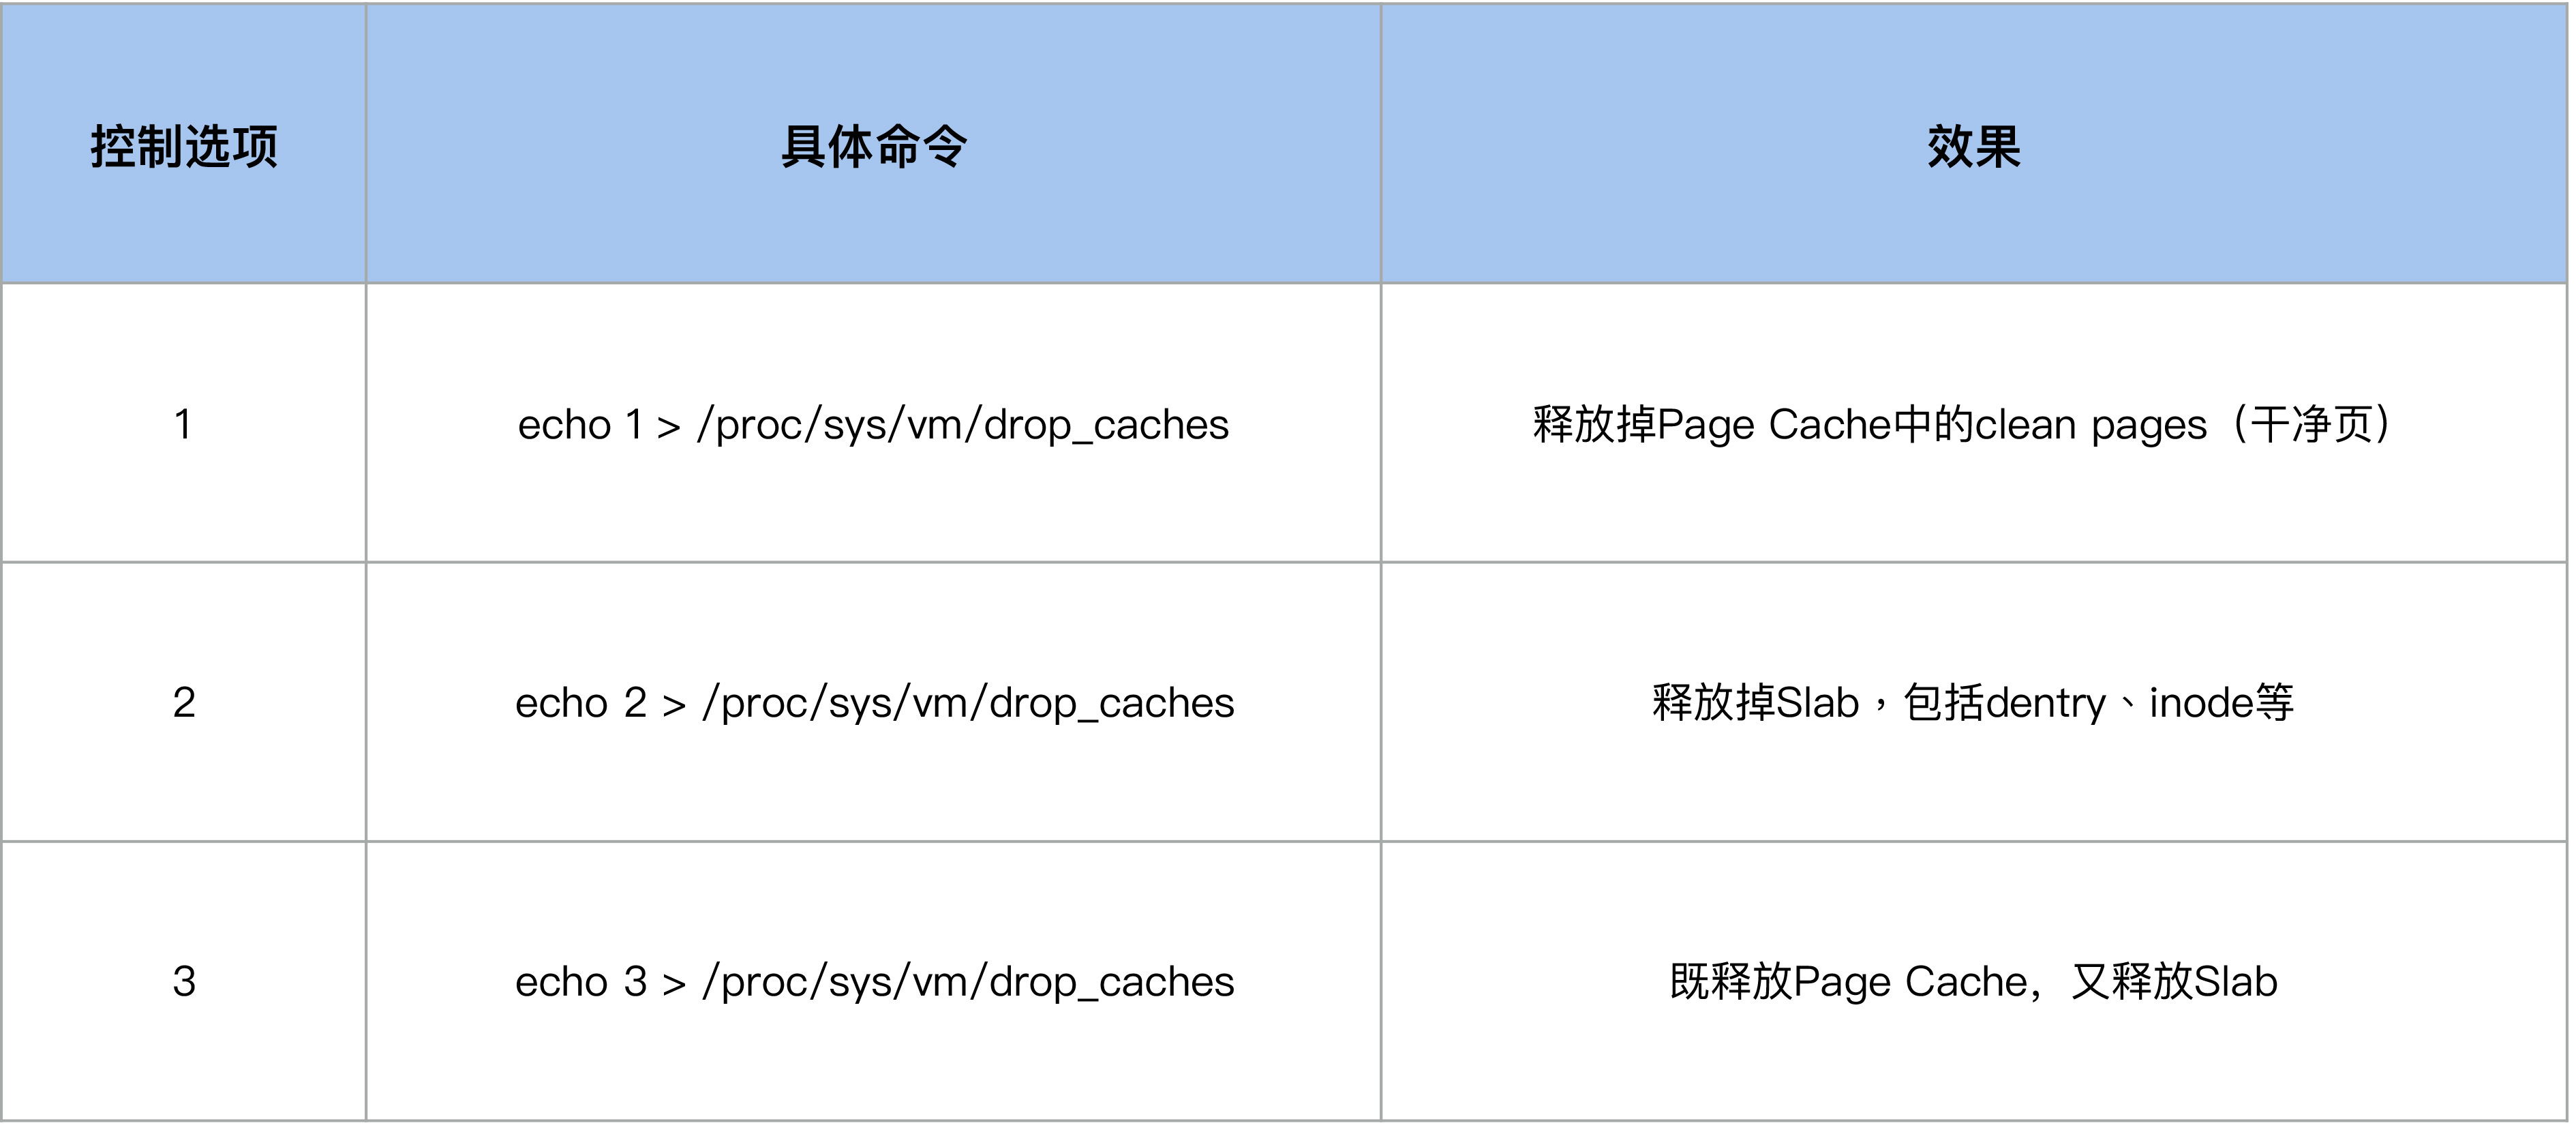 控制选项 具体命令 效果
1 echo 1 > /proc/sys/vm/drop_caches 释放掉Page Cache中的clean pages（干净页）
2 echo 2 > /proc/sys/vm/drop_caches 释放掉Slab，包括dentry、inode等
3 echo 3 > /proc/sys/vm/drop_caches 既释放Page Cache，又释放Slab